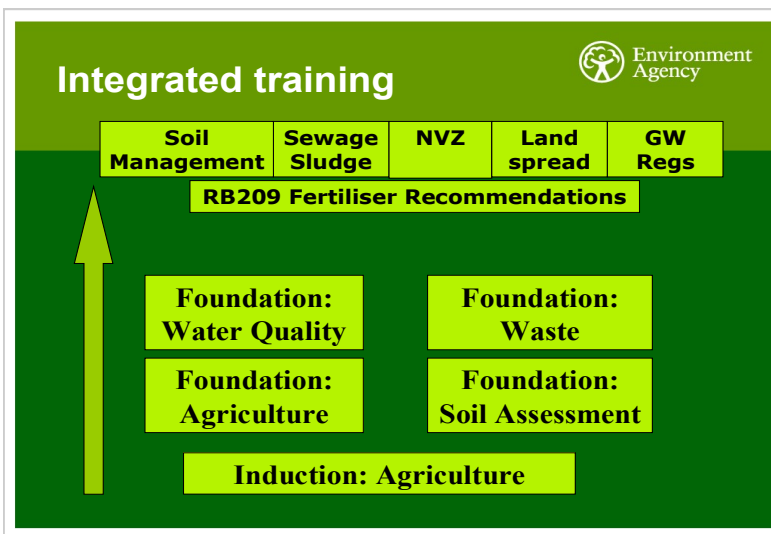 Integrated training
Environment
Agency
Soil
Management
Sewage
Sludge
NVZ
Land
spread
GW
Regs
RB209 Fertiliser Recommendations
Foundation:
Water Quality
Foundation:
Waste
Foundation:
Agriculture
Foundation:
Soil Assessment
Induction: Agriculture